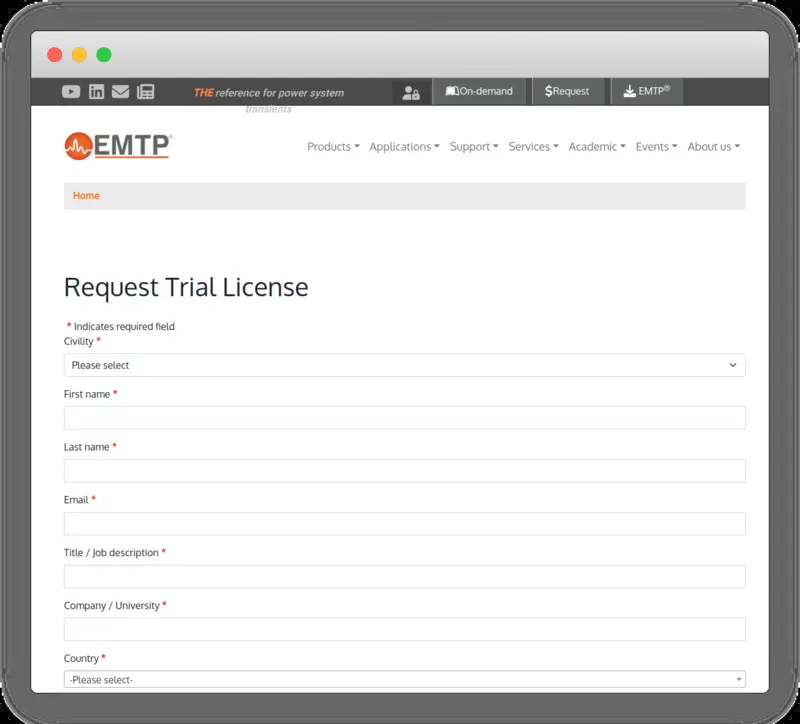 THE reference for power system
transients
On-demand
$Request
EMTP®
EMTP®
Products
Applications
Support
Services
Academic
Events
About us
Home
Request Trial License
* Indicates required field
Civility *
Please select
First name *
Last name *
Email *
Title / Job description *
Company / University *
Country *
-Please select-